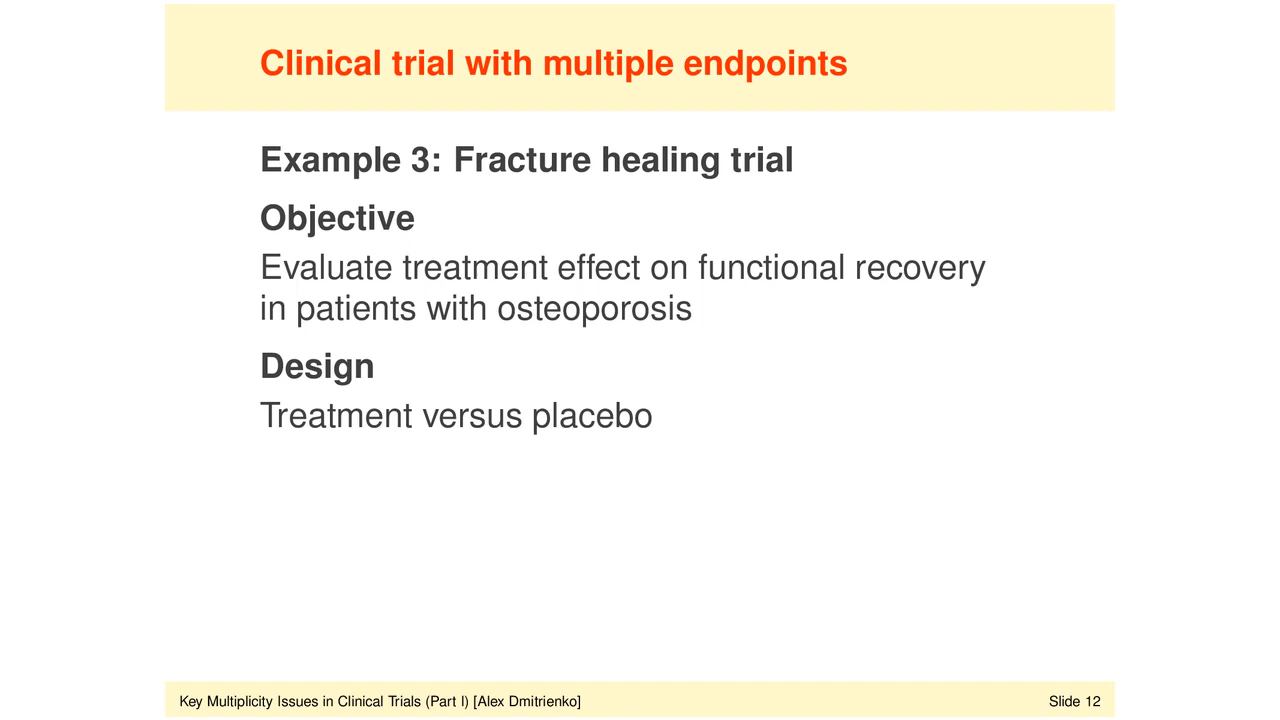 Clinical trial with multiple endpoints
Example 3: Fracture healing trial
Objective
Evaluate treatment effect on functional recovery
in patients with osteoporosis
Design
Treatment versus placebo
Key Multiplicity Issues in Clinical Trials (Part I) [Alex Dmitrienko]
Slide 12